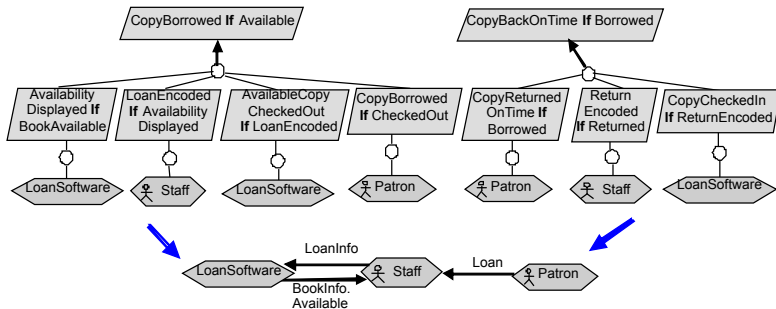 CopyBorrowed If Available
CopyBackOnTime If Borrowed
Availability
Displayed If
BookAvailable
LoanEncoded
If Availability
Displayed
AvailableCopy
CheckedOut
If LoanEncoded
CopyBorrowed
If CheckedOut
CopyReturned
OnTime If
Borrowed
Return
Encoded
If Returned
CopyCheckedIn
If ReturnEncoded
LoanSoftware
Staff
LoanSoftware
Patron
Patron
Staff
LoanSoftware
LoanInfo
LoanSoftware
Staff
Loan
Patron
BookInfo.
Available